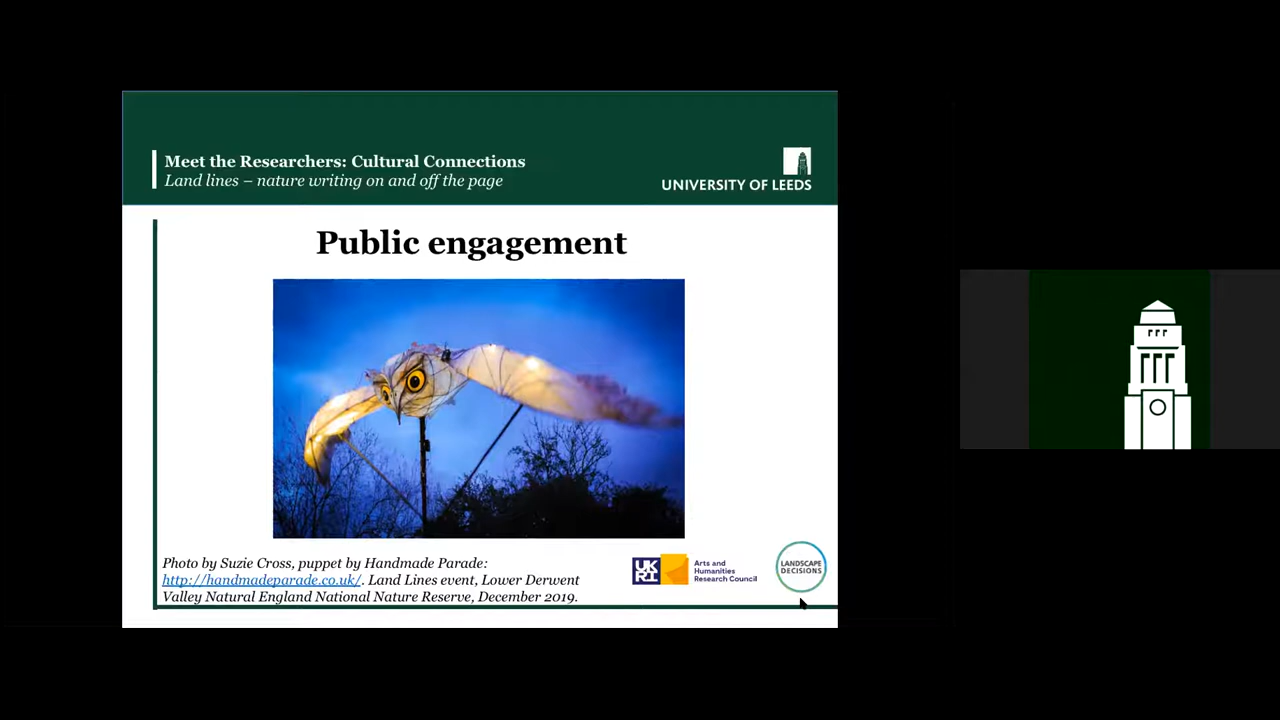 Meet the Researchers: Cultural Connections
Land lines – nature writing on and off the page
UNIVERSITY OF LEEDS
Public engagement
Photo by Suzie Cross, puppet by Handmade Parade:
http://handmadeparade.co.uk/. Land Lines event, Lower Derwent
Valley Natural England National Nature Reserve, December 2019.
UK
RI
Arts and
Humanities
Research Council
LANDSCAPE
DECISIONS